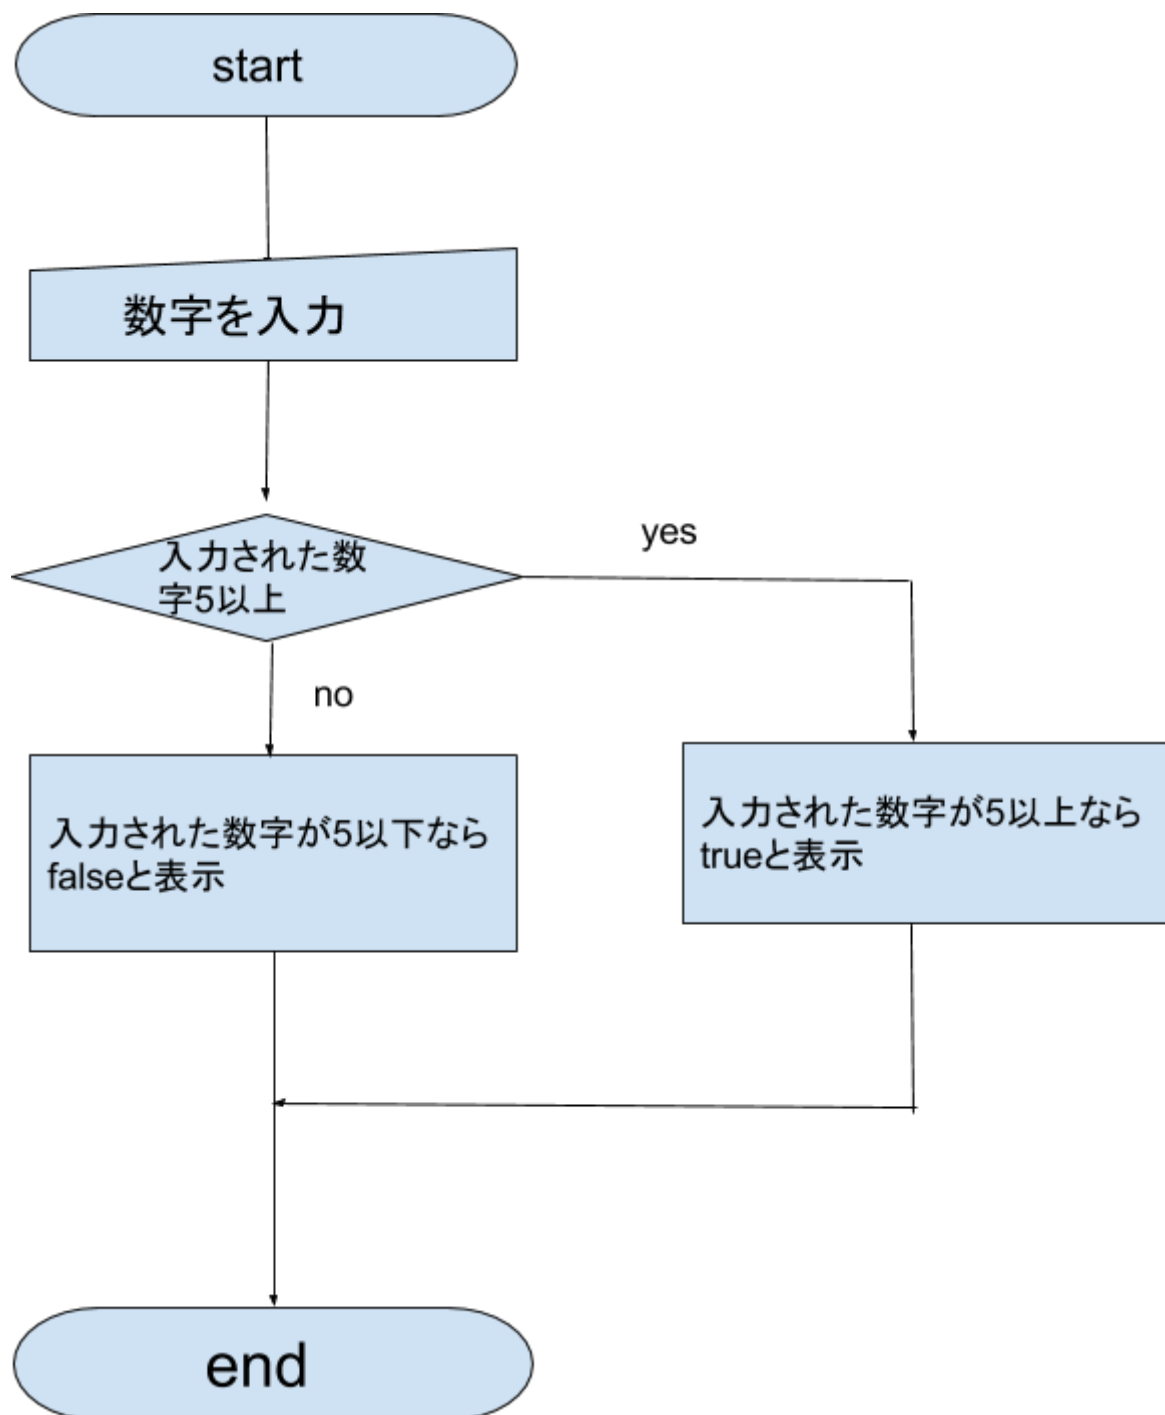 start
数字を入力
入力された数
字5以上
yes
no
入力された数字が5以下なら
falseと表示
入力された数字が5以上なら
trueと表示
end